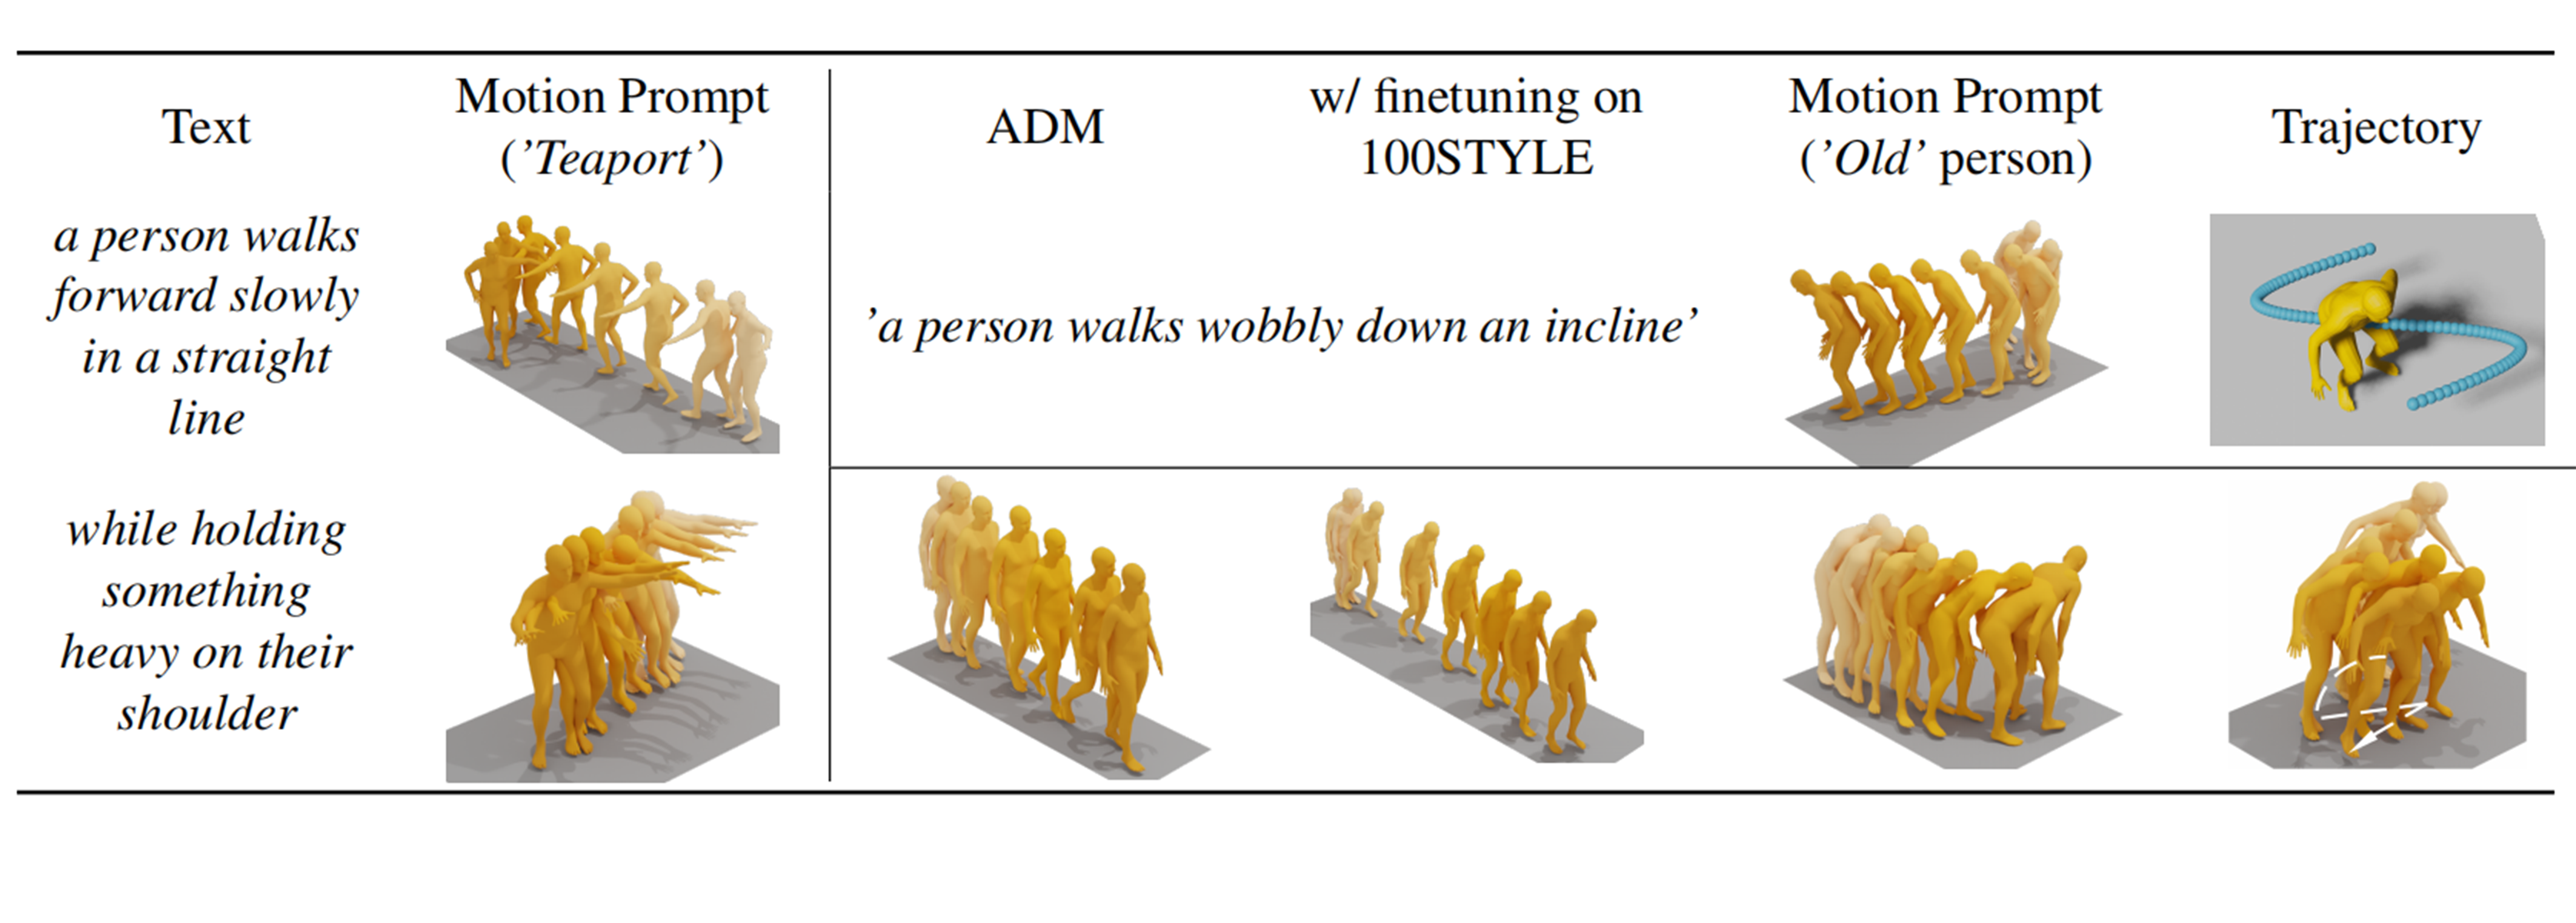 Text
Motion Prompt
(’Teaport’)
ADM
w/ finetuning on
100STYLE
Motion Prompt
(’Old’ person)
Trajectory
a person walks
forward slowly
in a straight
line
’a person walks wobbly down an incline’
while holding
something
heavy on their
shoulder